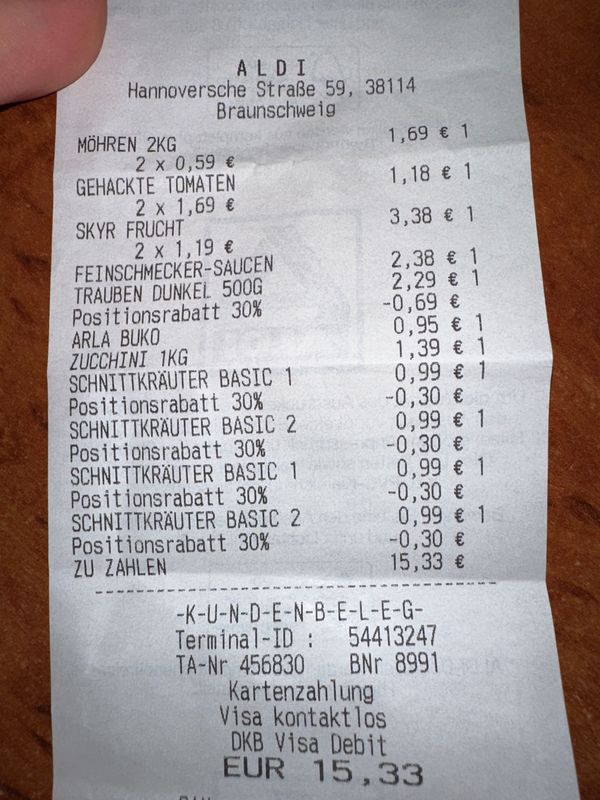 ALDI
Hannoversche Straße 59, 38114
Braunschweig
MÖHREN 2KG 1,69 € 1
2 x 0,59 €
GEHACKTE TOMATEN 1,18 € 1
2 x 1,69 €
SKYR FRUCHT 3,38 € 1
2 x 1,19 €
FEINSCHMECKER-SAUCEN 2,38 € 1
TRAUBEN DUNKEL 500G 2,29 € 1
Positionsrabatt 30% -0,69 €
ARLA BUKO 0,95 € 1
ZUCCHINI 1KG 1,39 € 1
SCHNITTKRÄUTER BASIC 1 0,99 € 1
Positionsrabatt 30% -0,30 €
SCHNITTKRÄUTER BASIC 2 0,99 € 1
Positionsrabatt 30% -0,30 €
SCHNITTKRÄUTER BASIC 1 0,99 € 1
Positionsrabatt 30% -0,30 €
SCHNITTKRÄUTER BASIC 2 0,99 € 1
Positionsrabatt 30% -0,30 €
ZU ZAHLEN 15,33 €
-K-U-N-D-E-N-B-E-L-E-G-
Terminal-ID : 54413247
TA-Nr 456830 BNr 8991
Kartenzahlung
Visa kontaktlos
DKB Visa Debit
EUR 15,33